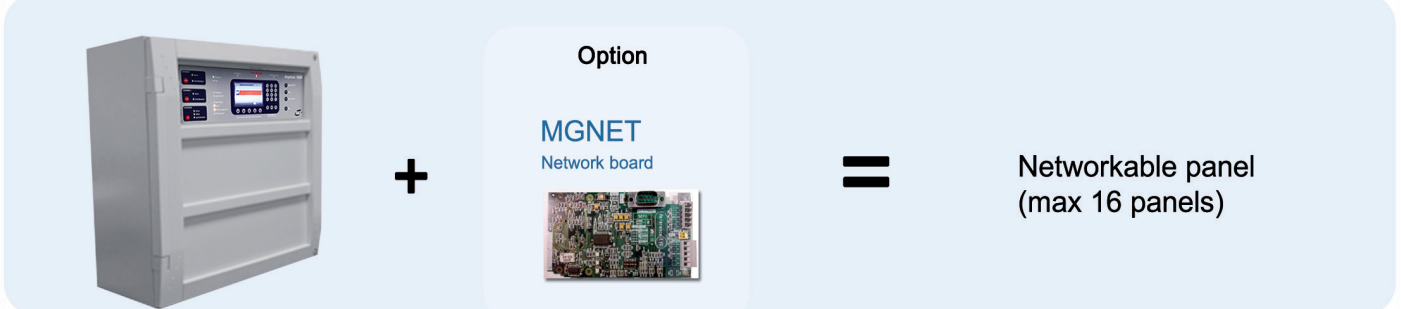 Option
MGNET
Network board
+
=
Networkable panel
(max 16 panels)